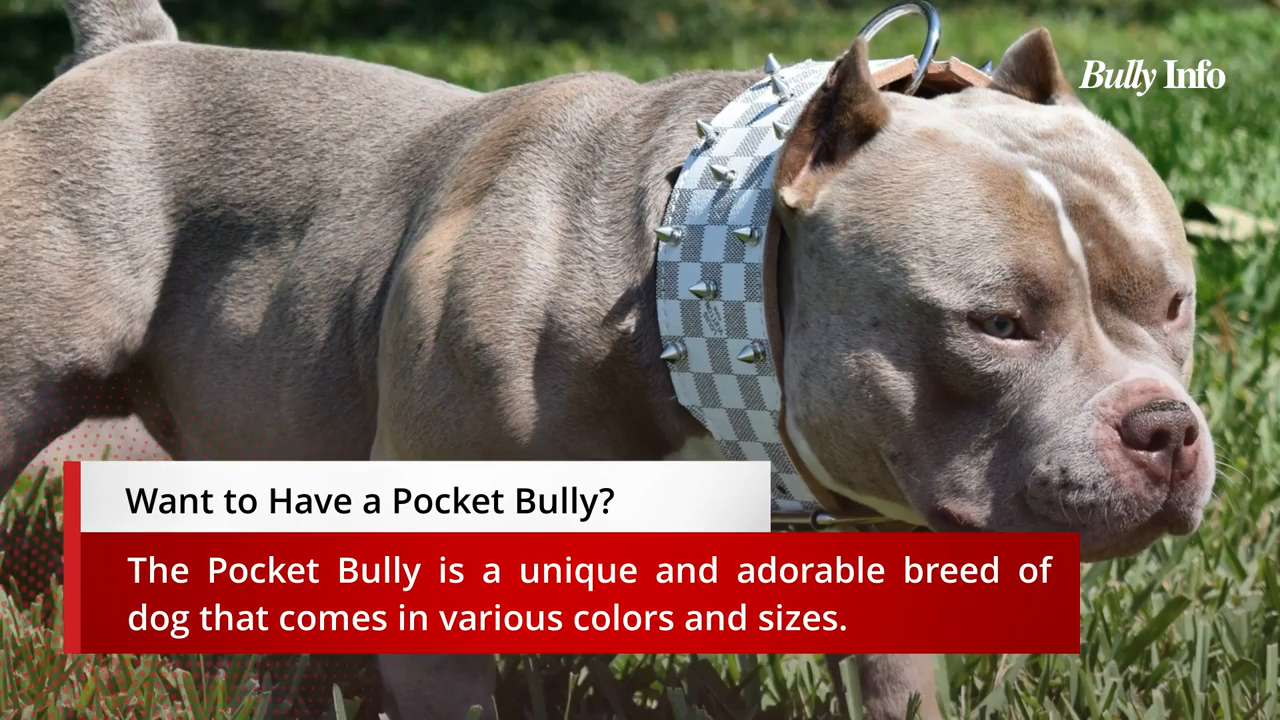 Bully Info
Want to Have a Pocket Bully?
The Pocket Bully is a unique and adorable breed of
dog that comes in various colors and sizes.